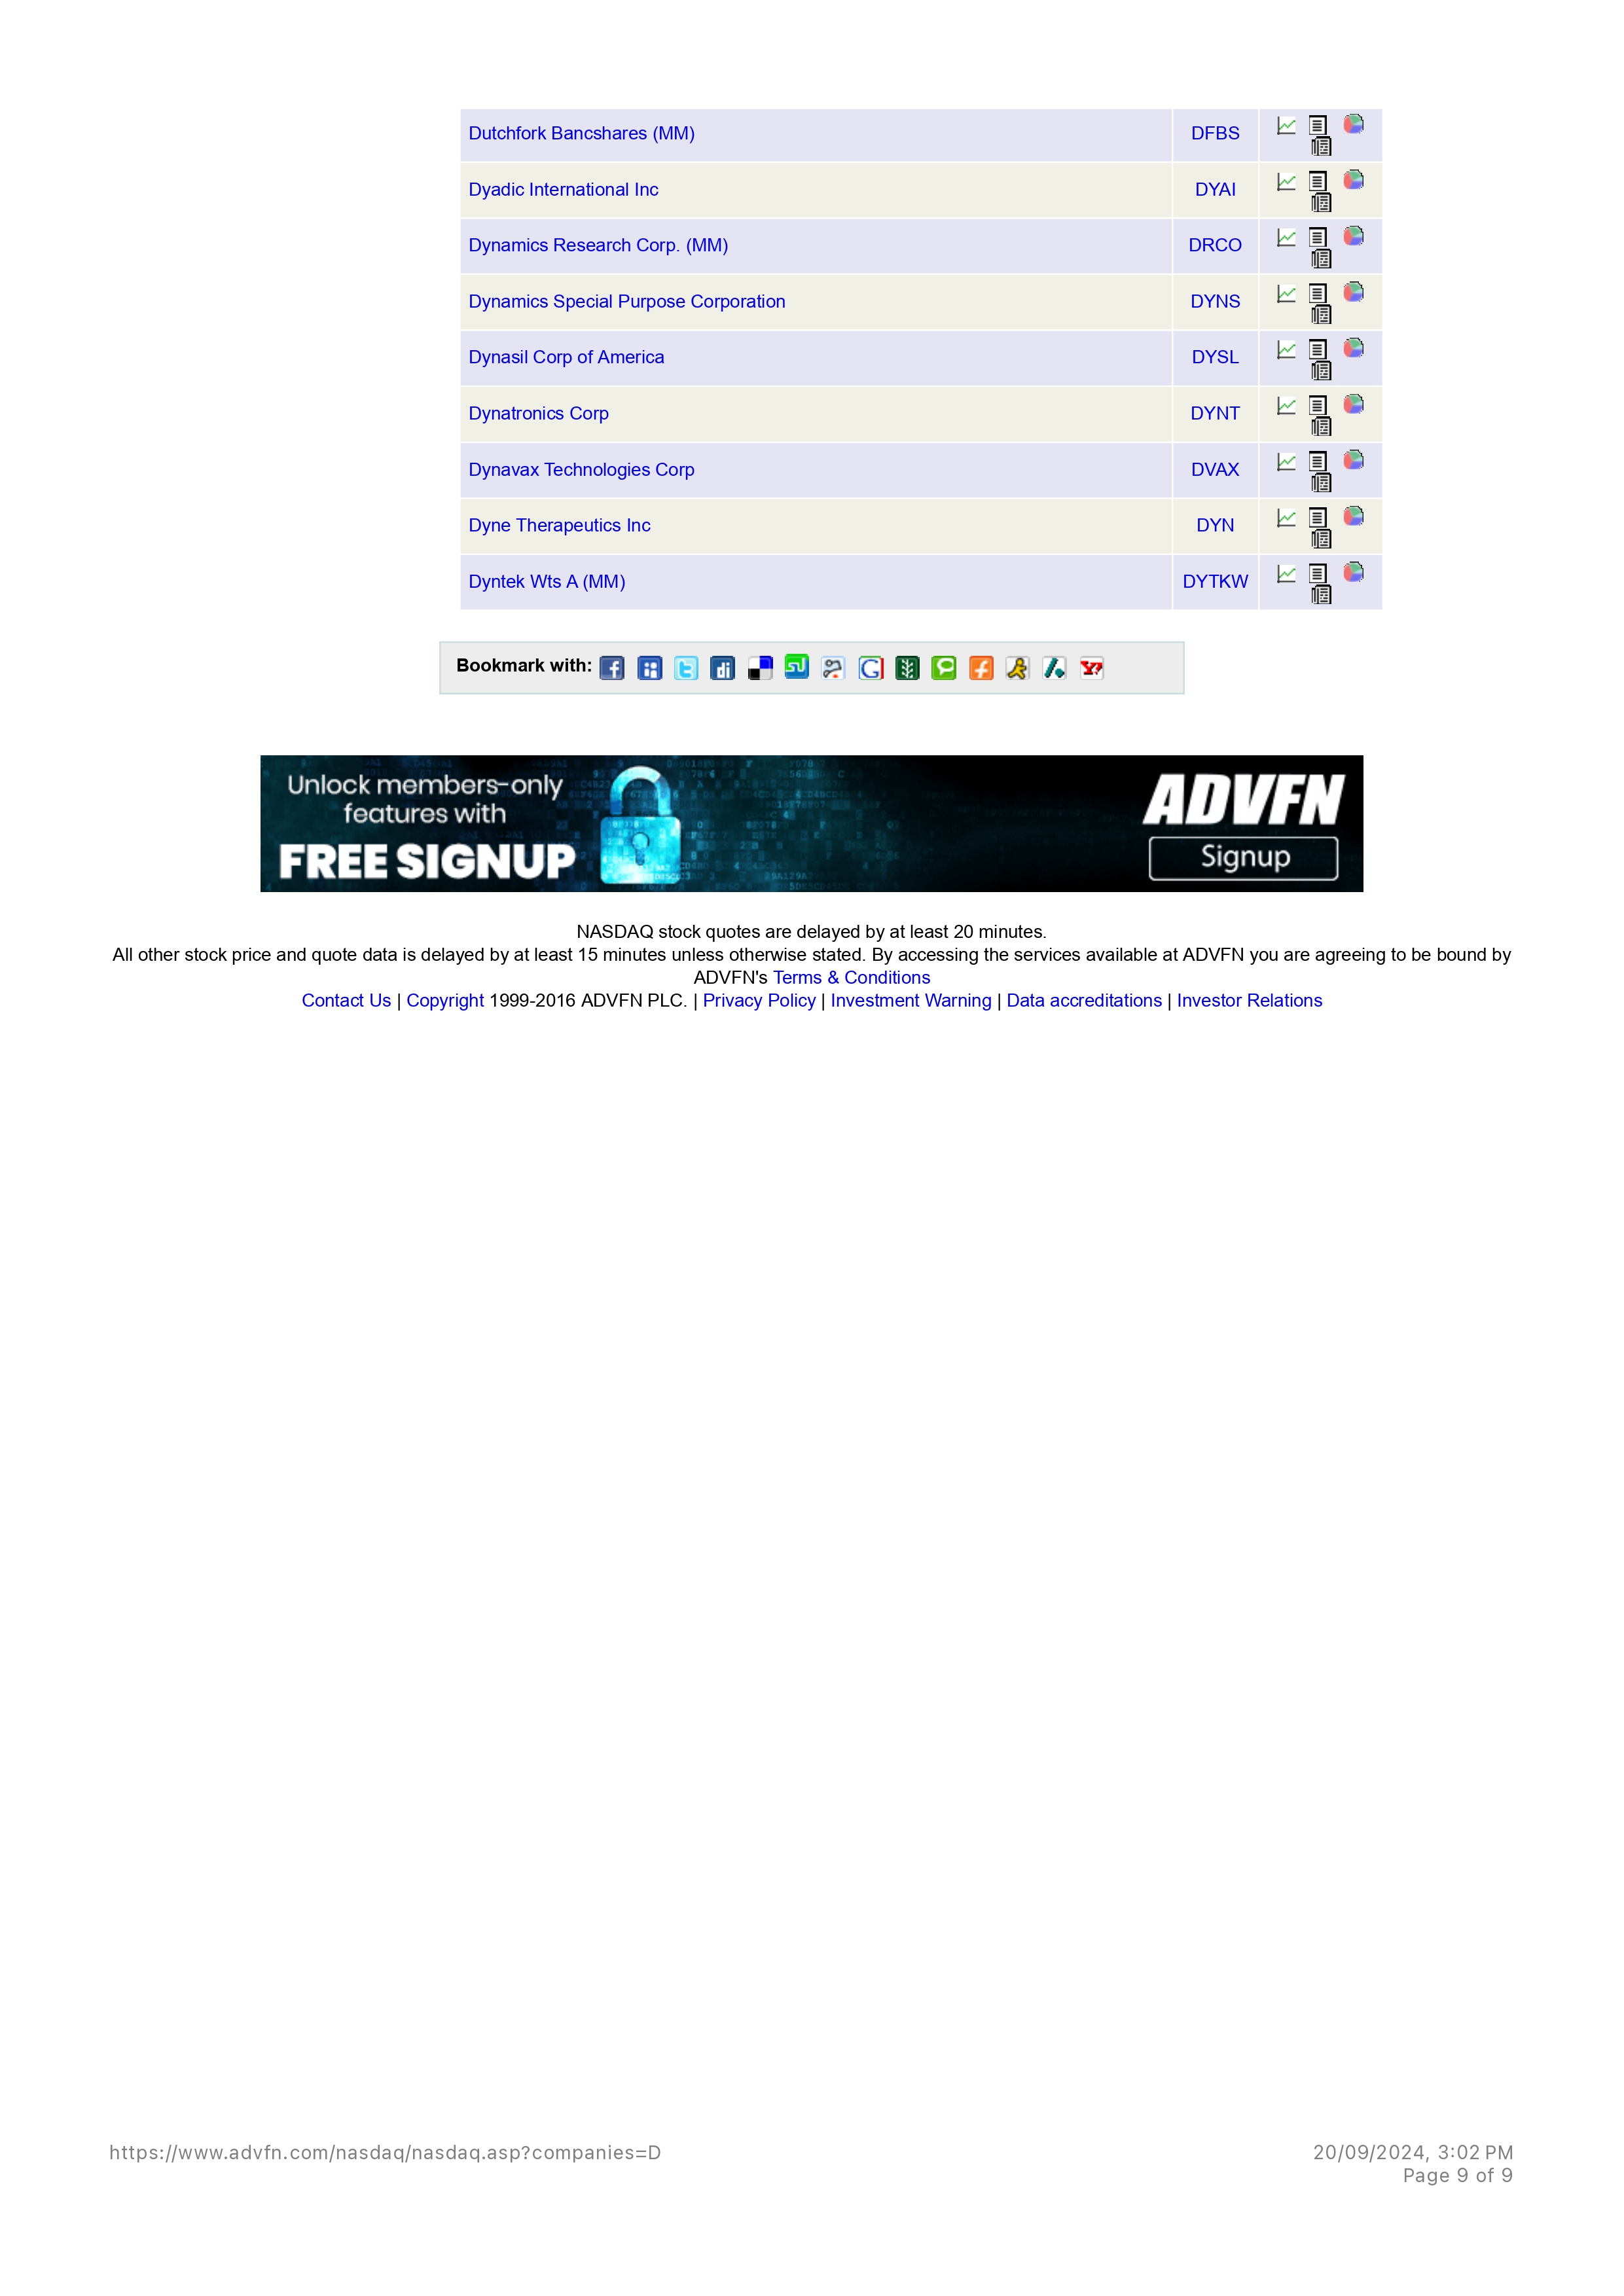 Dutchfork Bancshares (MM) DFBS
Dyadic International Inc DYAI
Dynamics Research Corp. (MM) DRCO
Dynamics Special Purpose Corporation DYNS
Dynasil Corp of America DYSL
Dynatronics Corp DYNT
Dynavax Technologies Corp DVAX
Dyne Therapeutics Inc DYN
Dyntek Wts A (MM) DYTKW
Bookmark with:
Unlock members-only
features with
FREE SIGNUP
ADVFN
Signup
NASDAQ stock quotes are delayed by at least 20 minutes.
All other stock price and quote data is delayed by at least 15 minutes unless otherwise stated. By accessing the services available at ADVFN you are agreeing to be bound by
ADVFN's Terms & Conditions
Contact Us | Copyright 1999-2016 ADVFN PLC. | Privacy Policy | Investment Warning | Data accreditations | Investor Relations
https://www.advfn.com/nasdaq/nasdaq.asp?companies=D 20/09/2024, 3:02 PM
Page 9 of 9